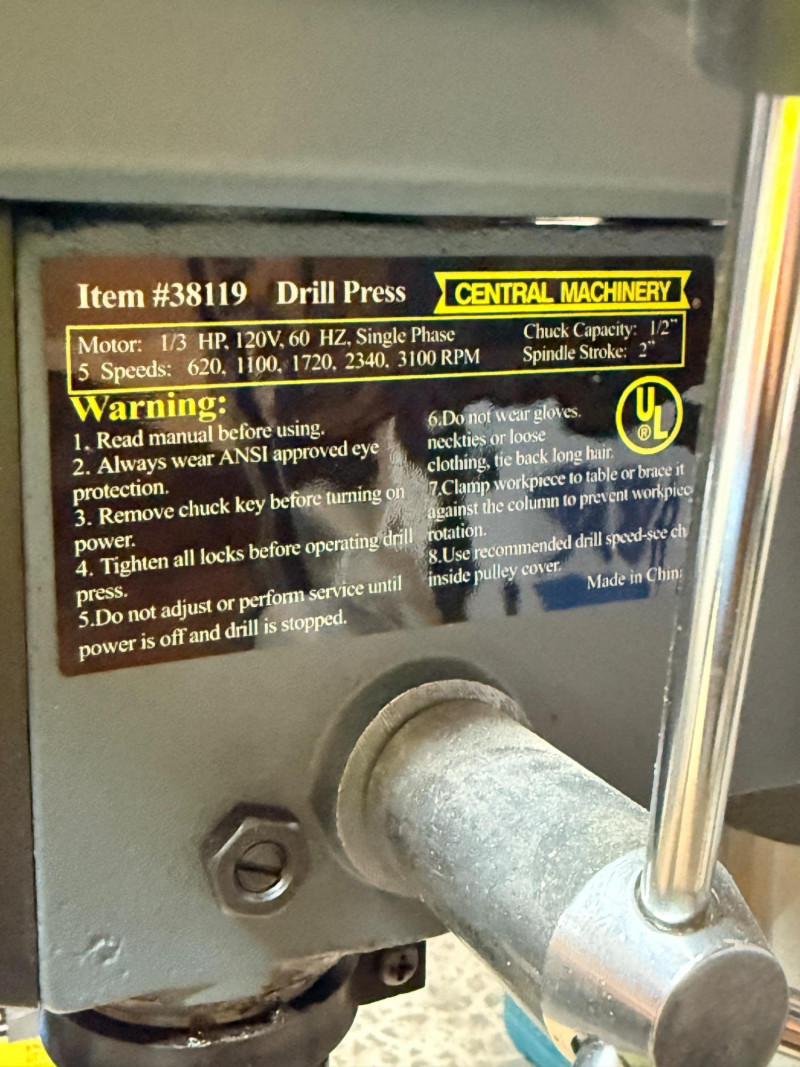 Item #38119 Drill Press CENTRAL MACHINERY
Motor: 1/3 HP, 120V, 60 HZ, Single Phase
5 Speeds: 620, 1100, 1720, 2340, 3100 RPM
Chuck Capacity: 1/2"
Spindle Stroke: 2"
Warning:
1. Read manual before using.
2. Always wear ANSI approved eye
protection.
3. Remove chuck key before turning on
power.
4. Tighten all locks before operating drill
press.
5.Do not adjust or perform service until
power is off and drill is stopped.
UL
®
6.Do not wear gloves.
neckties or loose
clothing, tie back long hair.
7.Clamp workpiece to table or brace it
against the column to prevent workpiec
rotation.
8.Use recommended drill speed-see ch
inside pulley cover.
Made in Chin